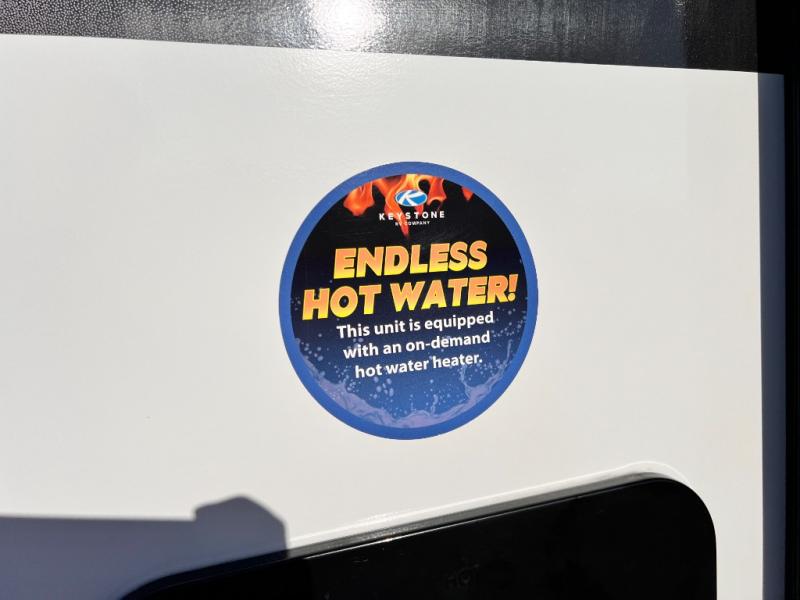 KEYSTONE
RV COMPANY
ENDLESS
HOT WATER!
This unit is equipped
with an on-demand
hot water heater.